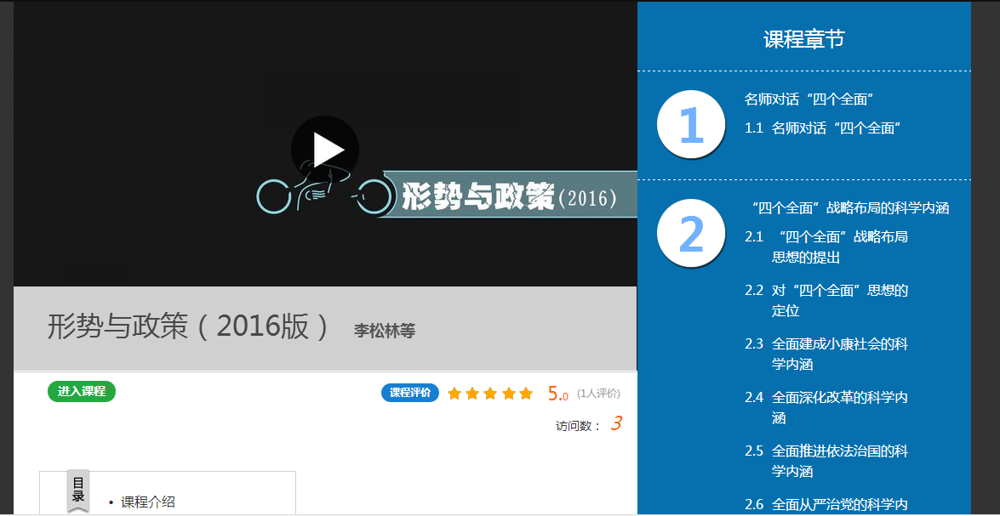 形势与政策(2016)
形势与政策（2016版） 李松林等
进入课程
课程评价 5.0 (1人评价)
访问数： 3
目录
• 课程介绍
课程章节
1
名师对话“四个全面”
1.1 名师对话“四个全面”
2
“四个全面”战略布局的科学内涵
2.1 “四个全面”战略布局
思想的提出
2.2 对“四个全面”思想的
定位
2.3 全面建成小康社会的科
学内涵
2.4 全面深化改革的科学内
涵
2.5 全面推进依法治国的科
学内涵
2.6 全面从严治党的科学内